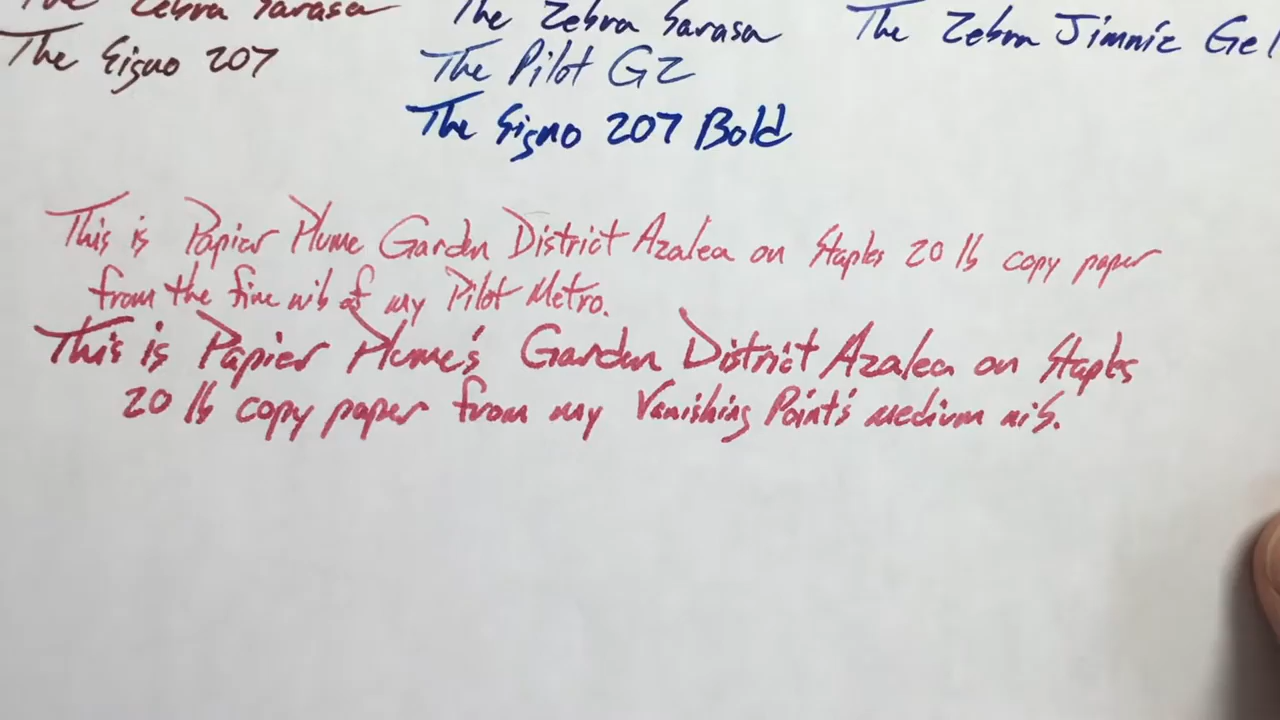 The Zebra Sarasa
The Signo 207
The Zebra Sarasa
The Pilot G2
The Signo 207 Bold
The Zebra Jimnie Gel
This is Papier Plume Garden District Azalea on Staples 20 lb copy paper
from the fine nib of my Pilot Metro.
This is Papier Plume's Garden District Azalea on Staples
20 lb copy paper from my Vanishing Point's medium nib.